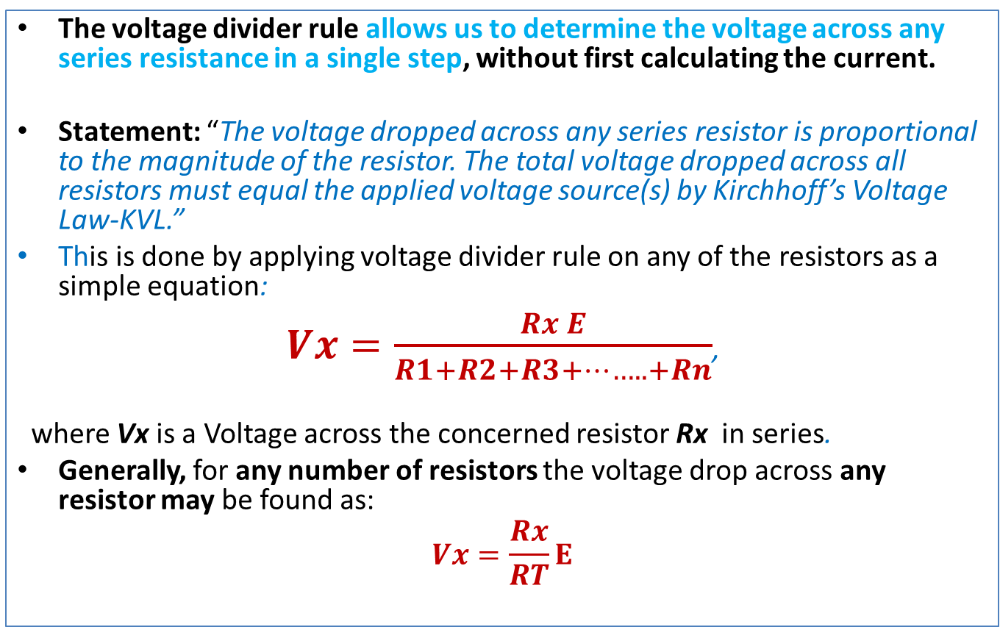 • The voltage divider rule allows us to determine the voltage across any
series resistance in a single step, without first calculating the current.
• Statement: “The voltage dropped across any series resistor is proportional
to the magnitude of the resistor. The total voltage dropped across all
resistors must equal the applied voltage source(s) by Kirchhoff’s Voltage
Law-KVL.”
• This is done by applying voltage divider rule on any of the resistors as a
simple equation:
Vx = Rx E / R1+R2+R3+⋯.....+Rn,
where Vx is a Voltage across the concerned resistor Rx in series.
• Generally, for any number of resistors the voltage drop across any
resistor may be found as:
Vx = Rx / RT E